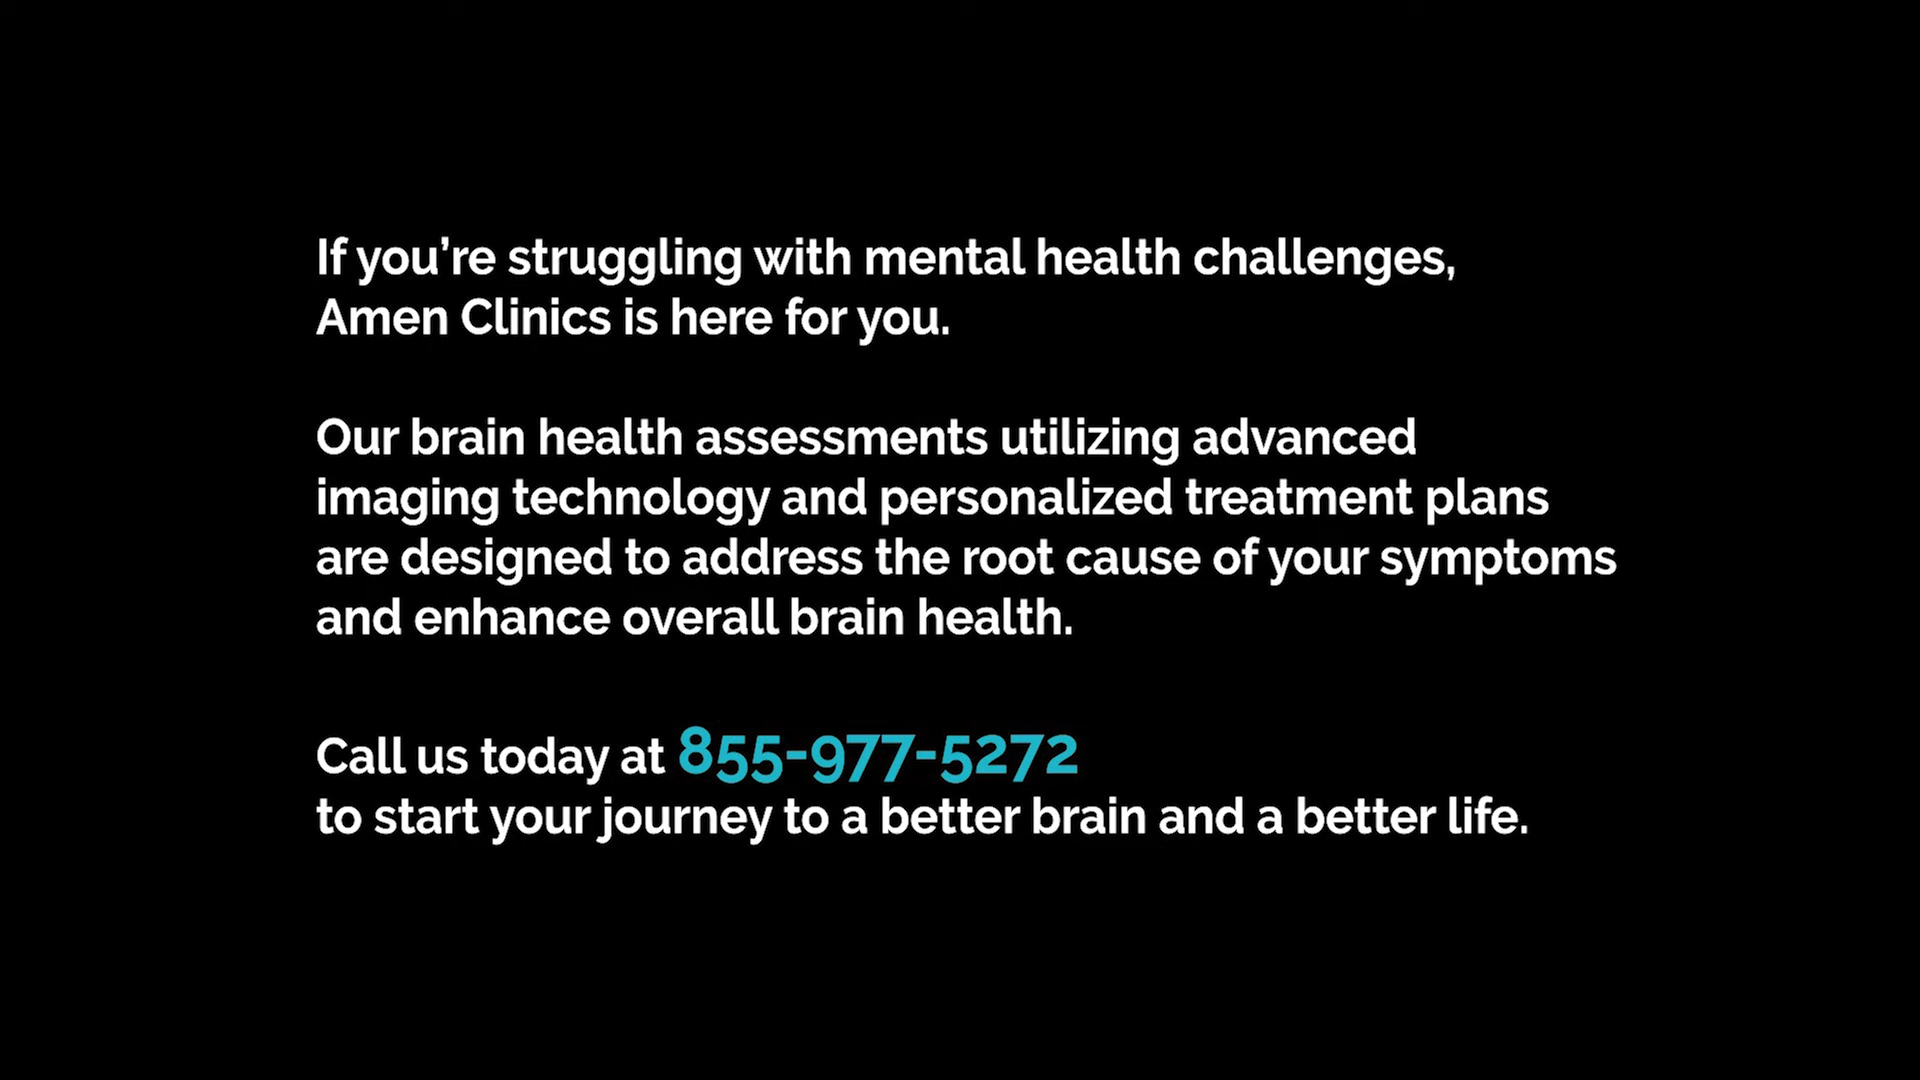 If you’re struggling with mental health challenges,
Amen Clinics is here for you.
Our brain health assessments utilizing advanced
imaging technology and personalized treatment plans
are designed to address the root cause of your symptoms
and enhance overall brain health.
Call us today at 855-977-5272
to start your journey to a better brain and a better life.